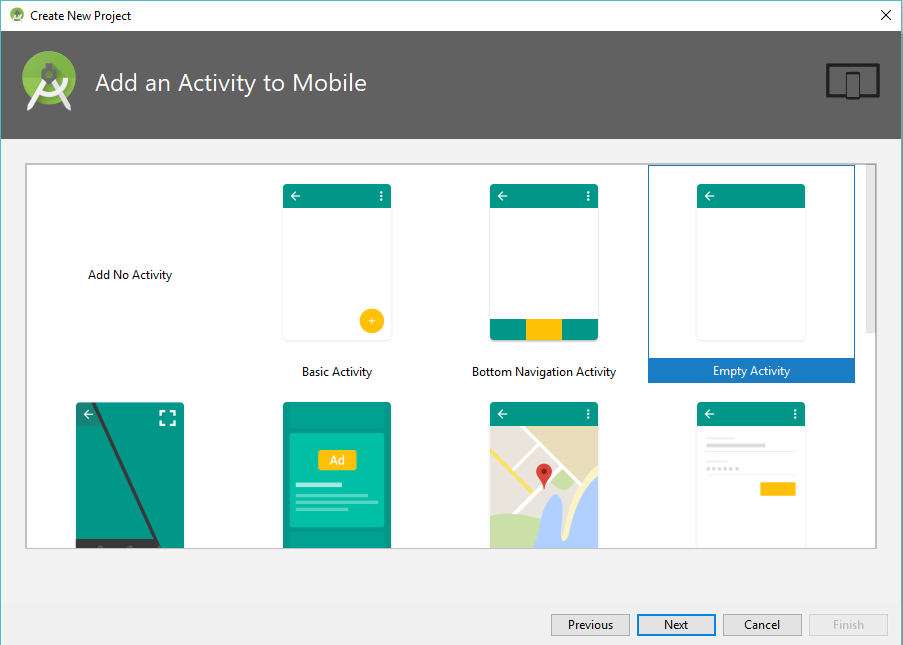 Create New Project
Add an Activity to Mobile
Add No Activity
Basic Activity
Bottom Navigation Activity
Empty Activity
Ad
Previous
Next
Cancel
Finish